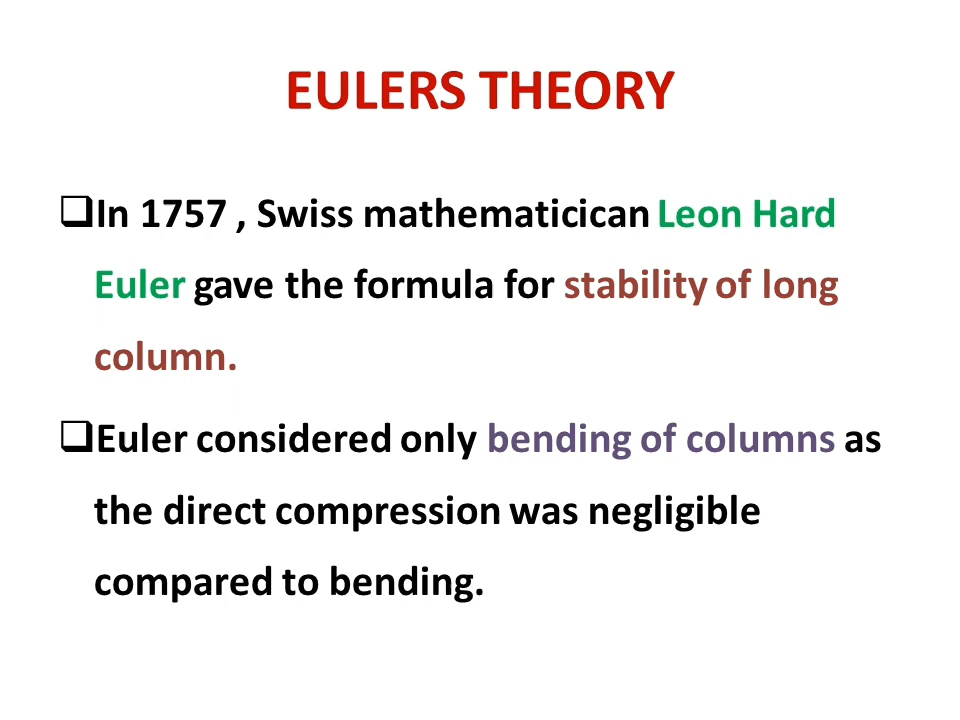 EULERS THEORY
❑In 1757 , Swiss mathematicican Leon Hard
Euler gave the formula for stability of long
column.
❑Euler considered only bending of columns as
the direct compression was negligible
compared to bending.